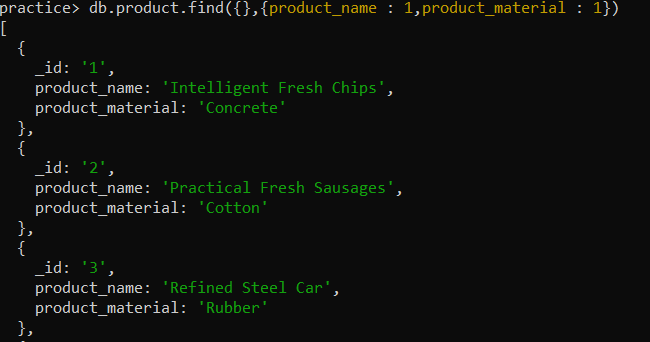 practice> db.product.find({},{product_name : 1,product_material : 1})
[
  {
    _id: '1',
    product_name: 'Intelligent Fresh Chips',
    product_material: 'Concrete'
  },
  {
    _id: '2',
    product_name: 'Practical Fresh Sausages',
    product_material: 'Cotton'
  },
  {
    _id: '3',
    product_name: 'Refined Steel Car',
    product_material: 'Rubber'
  },